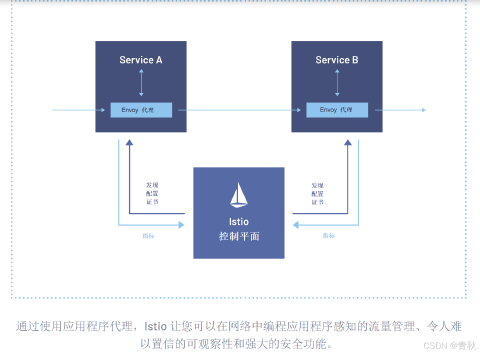 Service A
Service B
Envoy 代理
Envoy 代理
发现
配置
证书
发现
配置
证书
指标
指标
Istio
控制平面
通过使用应用程序代理，Istio 让您可以在网络中编程应用程序感知的流量管理、令人难
以置信的可观察性和强大的安全功能。
CSDN @青秋.